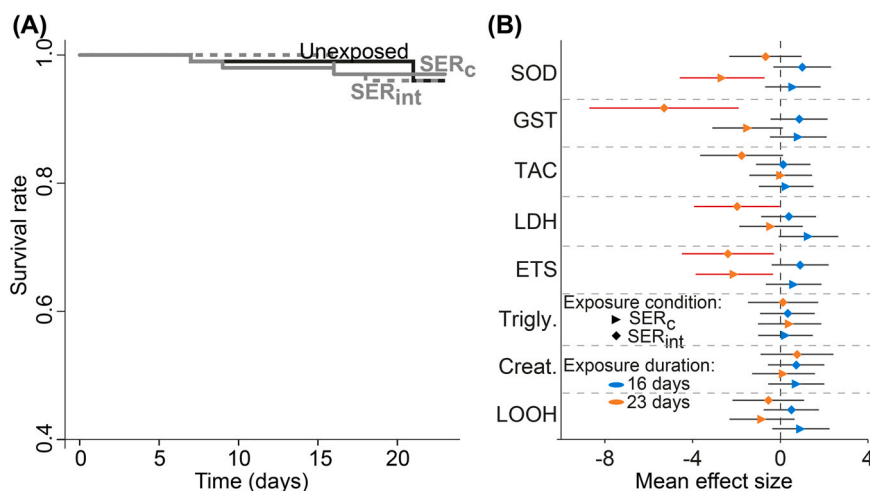 (A)
Survival rate
1.0
0.8
0.6
0.4
Unexposed
SERc
SERint
0 5 10 15 20
Time (days)
(B)
SOD
GST
TAC
LDH
ETS
Trigly.
Creat.
LOOH
Exposure condition:
SERc
SERint
Exposure duration:
16 days
23 days
-8 -4 0 4
Mean effect size